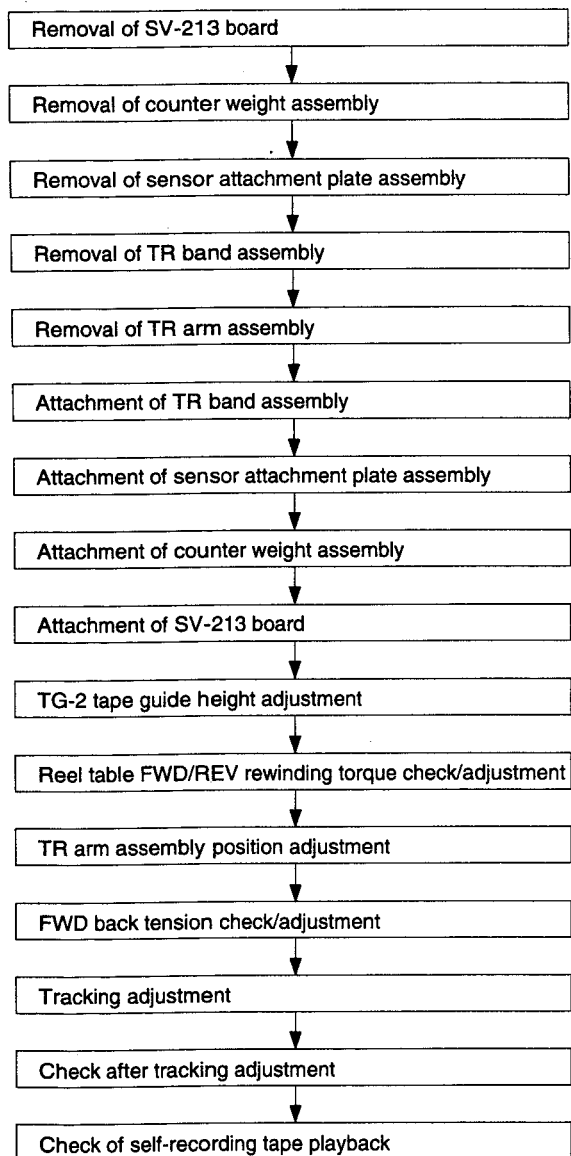 Removal of SV-213 board
Removal of counter weight assembly
Removal of sensor attachment plate assembly
Removal of TR band assembly
Removal of TR arm assembly
Attachment of TR band assembly
Attachment of sensor attachment plate assembly
Attachment of counter weight assembly
Attachment of SV-213 board
TG-2 tape guide height adjustment
Reel table FWD/REV rewinding torque check/adjustment
TR arm assembly position adjustment
FWD back tension check/adjustment
Tracking adjustment
Check after tracking adjustment
Check of self-recording tape playback